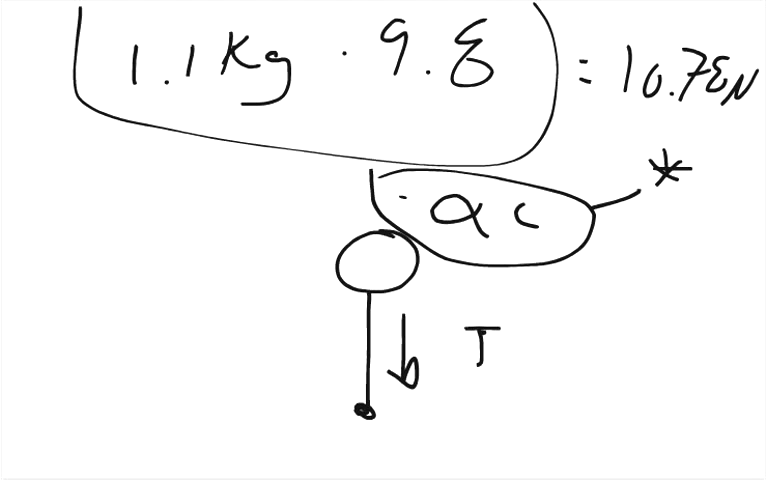 1.1 Kg · 9.8 = 10.78N
*
- ac
T